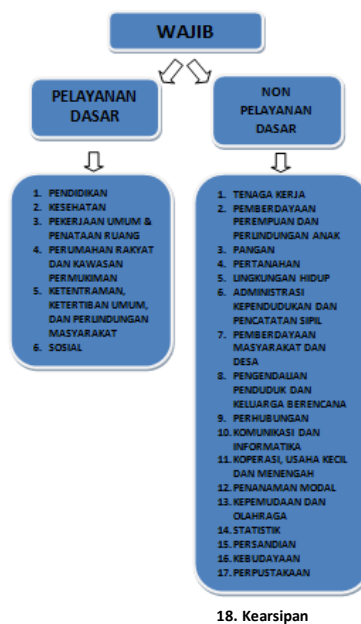 WAJIB
PELAYANAN
DASAR
NON
PELAYANAN
DASAR
1. PENDIDIKAN
2. KESEHATAN
3. PEKERJAAN UMUM &
PENATAAN RUANG
4. PERUMAHAN RAKYAT
DAN KAWASAN
PERMUKIMAN
5. KETENTRAMAN,
KETERTIBAN UMUM,
DAN PERLINDUNGAN
MASYARAKAT
6. SOSIAL
1. TENAGA KERJA
2. PEMBERDAYAAN
PEREMPUAN DAN
PERLINDUNGAN ANAK
3. PANGAN
4. PERTANAHAN
5. LINGKUNGAN HIDUP
6. ADMINISTRASI
KEPENDUDUKAN DAN
PENCATATAN SIPIL
7. PEMBERDAYAAN
MASYARAKAT DAN
DESA
8. PENGENDALIAN
PENDUDUK DAN
KELUARGA BERENCANA
9. PERHUBUNGAN
10. KOMUNIKASI DAN
INFORMATIKA
11. KOPERASI, USAHA KECIL
DAN MENENGAH
12. PENANAMAN MODAL
13. KEPEMUDAAN DAN
OLAHRAGA
14. STATISTIK
15. PERSANDIAN
16. KEBUDAYAAN
17. PERPUSTAKAAN
18. Kearsipan